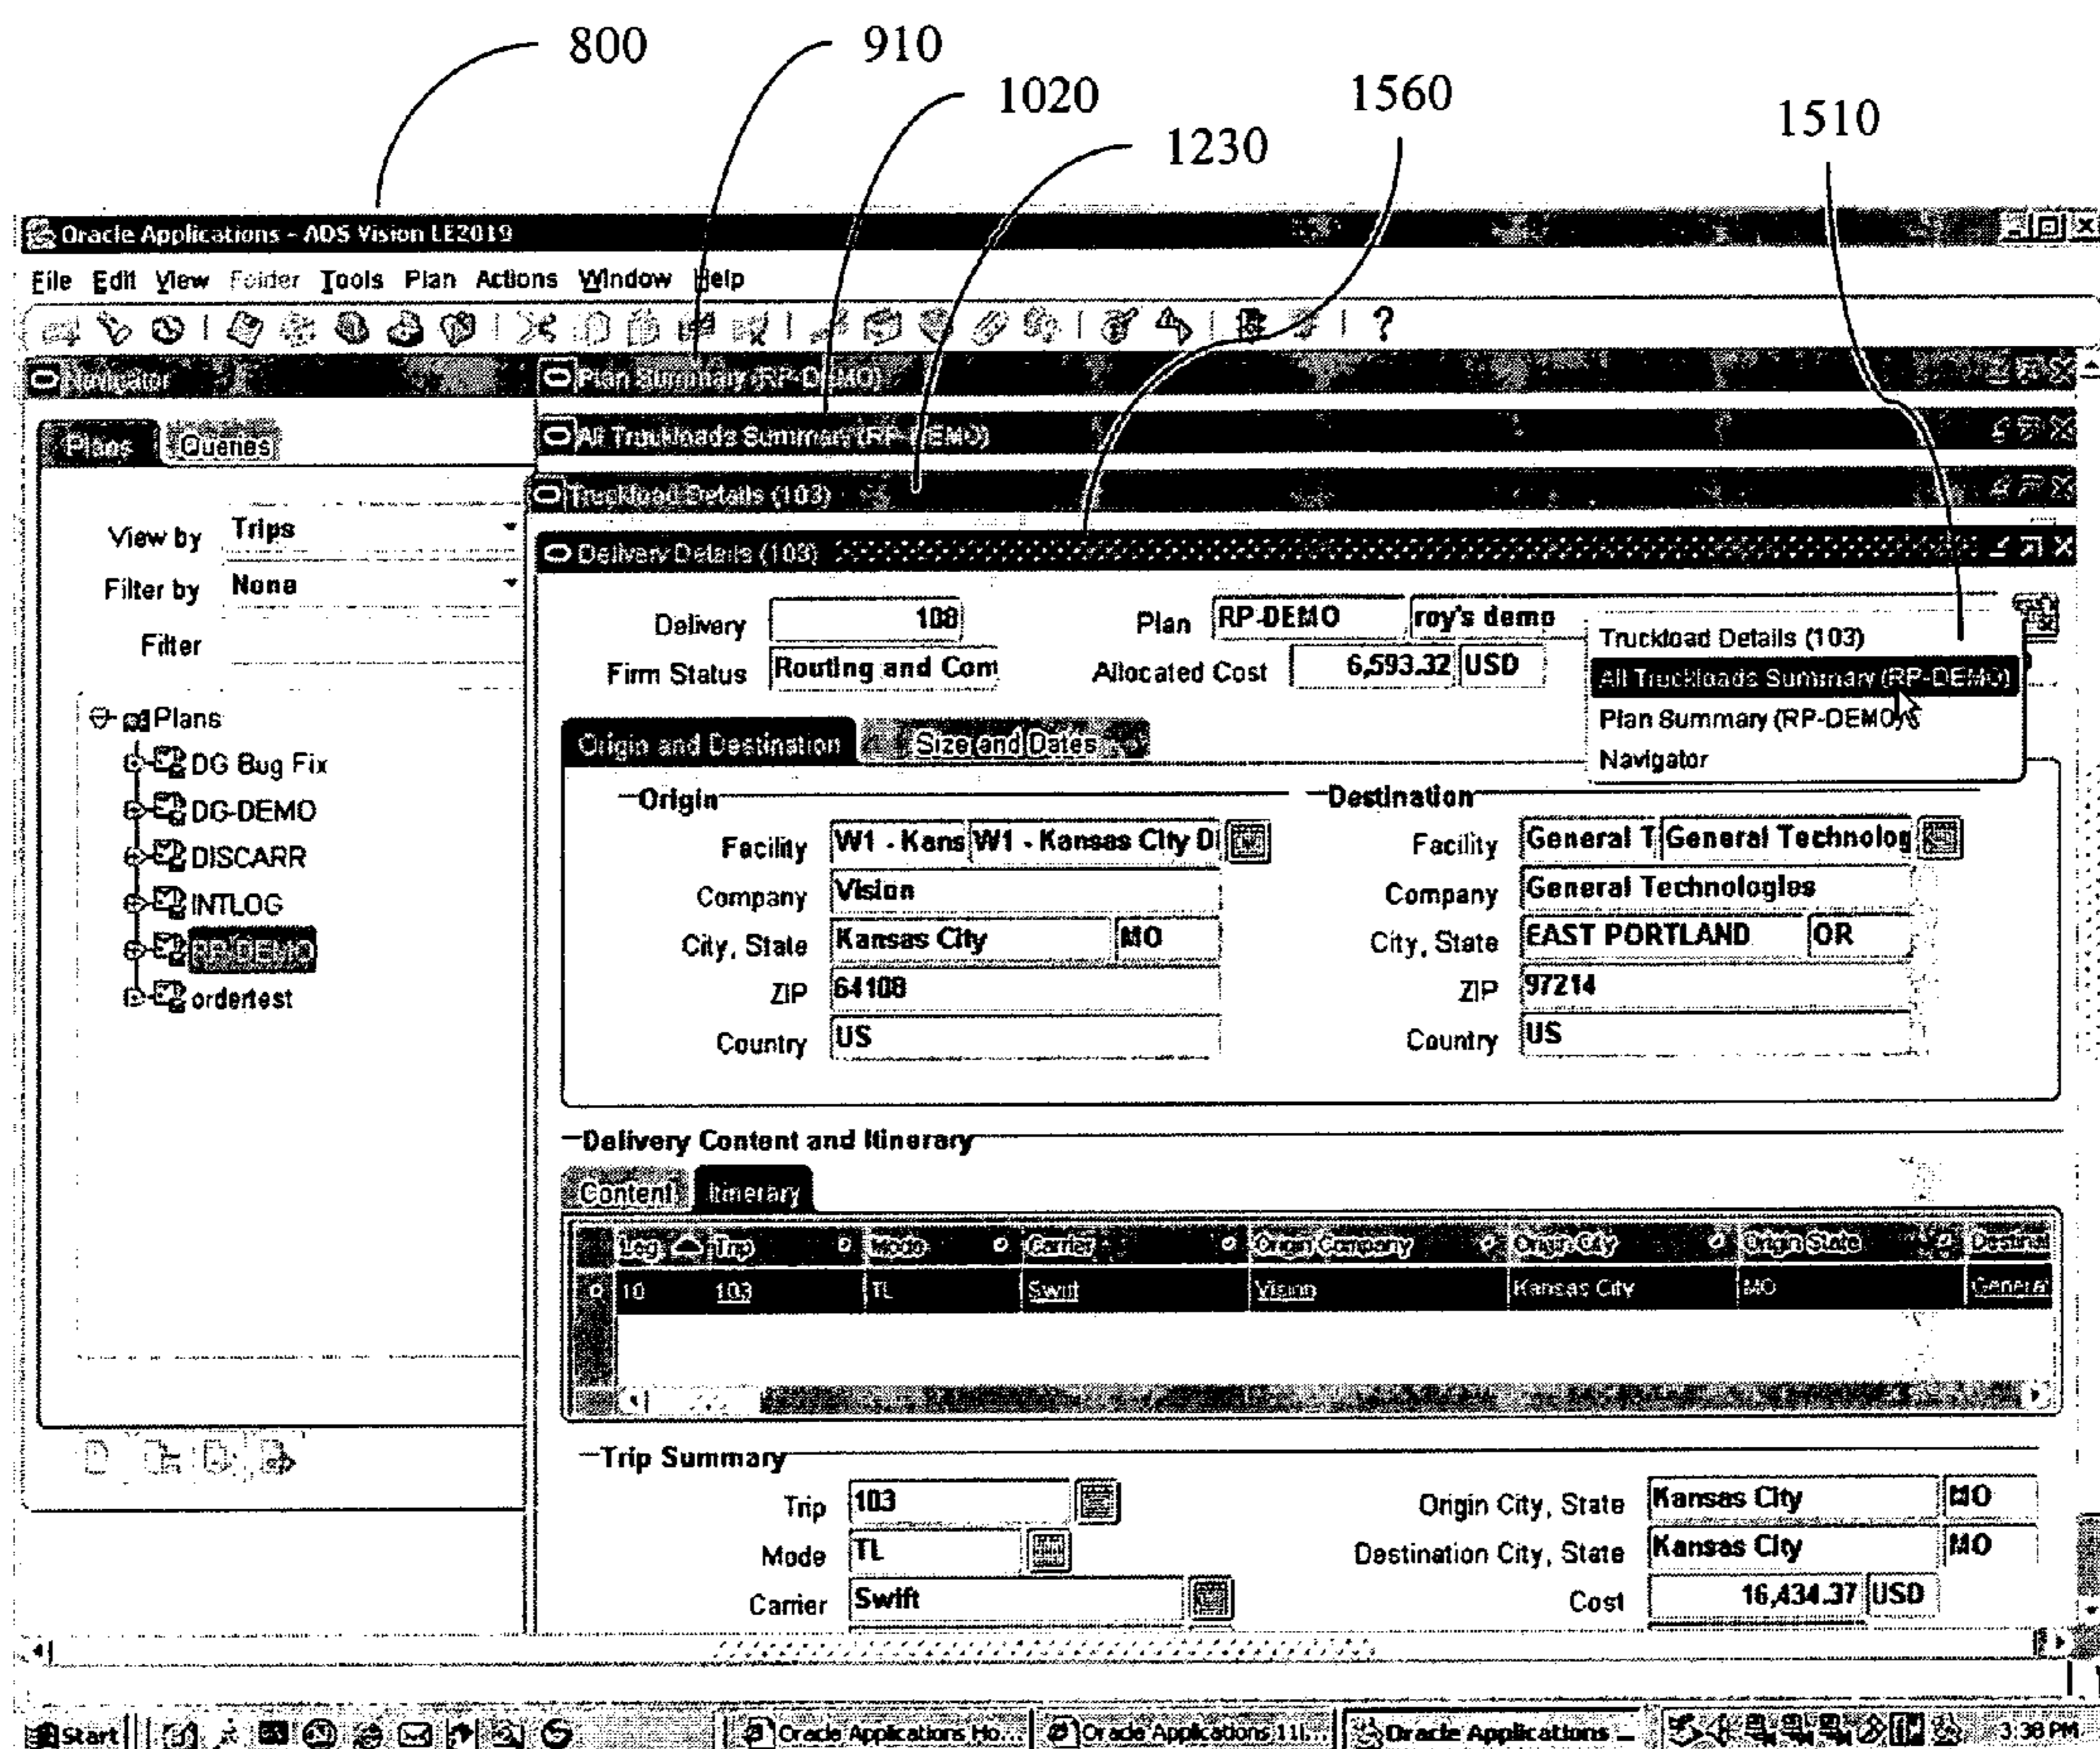 800
910
1020
1560
1510
1230
Oracle Applications - ADS Vision LE2019
File Edit View Folder Tools Plan Actions Window Help
?
Navigator
Plan Summary (RP-DEMO)
All Truckloads Summary (RP-DEMO)
Truckload Details (103)
Delivery Details (103)
Plans Queries
View by Trips
Filter by None
Filter
Plans
DG Bug Fix
DG-DEMO
DISCARR
INTLOG
RP-DEMO
ordertest
Delivery 108 Plan RP-DEMO roy's demo
Firm Status Routing and Con Allocated Cost 6,593.32 USD
Truckload Details (103)
All Truckloads Summary (RP-DEMO)
Plan Summary (RP-DEMO)
Navigator
Origin and Destination Size and Dates
Origin Destination
Facility W1 - Kans W1 - Kansas City D Facility General T General Technolog
Company Vision Company General Technologies
City, State Kansas City MO City, State EAST PORTLAND OR
ZIP 64108 ZIP 97214
Country US Country US
Delivery Content and Itinerary
Content Itinerary
Leg Trip Mode Carrier Origin Company Origin City Origin State Destinat
10 103 TL Swift Vision Kansas City MO General
Trip Summary
Trip 103 Origin City, State Kansas City MO
Mode TL Destination City, State Kansas City MO
Carrier Swift Cost 16,434.37 USD
Start Oracle Applications Ho... Oracle Applications 11i... Oracle Applications 3:38 PM